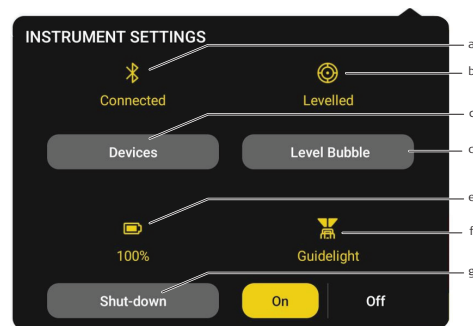 INSTRUMENT SETTINGS
a
b
Connected
Levelled
c
Devices
Level Bubble
d
e
f
100%
Guidelight
g
Shut-down
On
Off